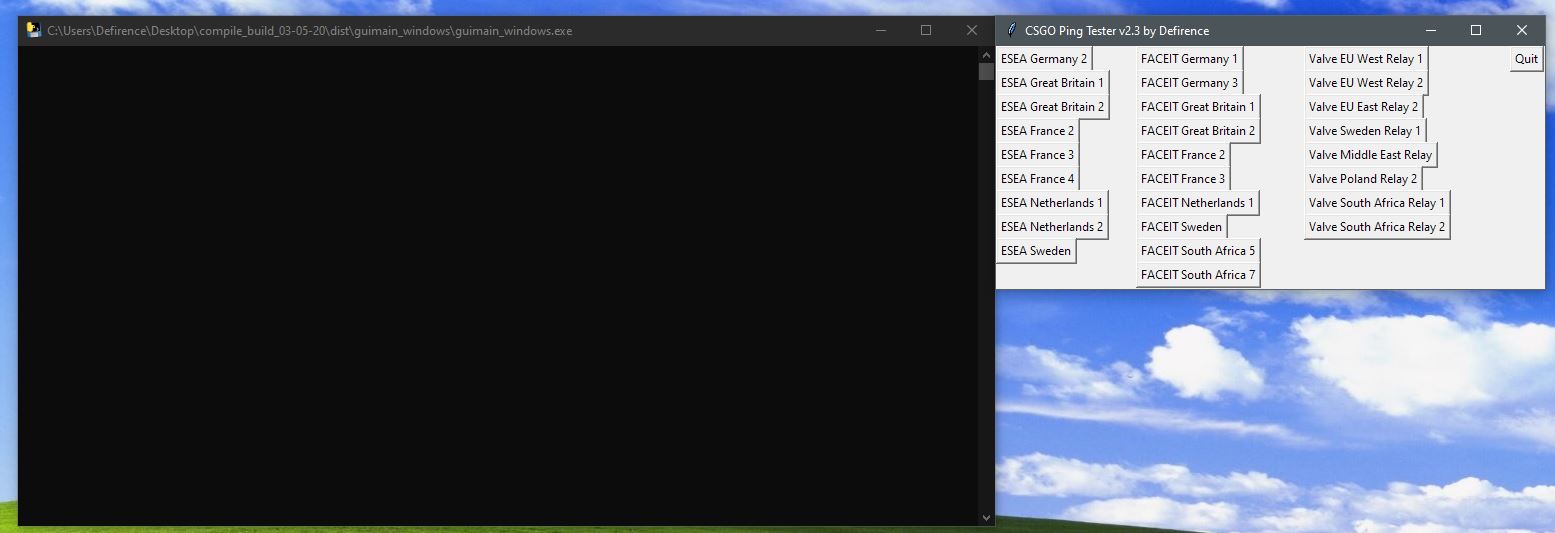 C:\Users\Defirence\Desktop\compile_build_03-05-20\dist\guimain_windows\guimain_windows.exe
CSGO Ping Tester v2.3 by Defirence
ESEA Germany 2
ESEA Great Britain 1
ESEA Great Britain 2
ESEA France 2
ESEA France 3
ESEA France 4
ESEA Netherlands 1
ESEA Netherlands 2
ESEA Sweden
FACEIT Germany 1
FACEIT Germany 3
FACEIT Great Britain 1
FACEIT Great Britain 2
FACEIT France 2
FACEIT France 3
FACEIT Netherlands 1
FACEIT Sweden
FACEIT South Africa 5
FACEIT South Africa 7
Valve EU West Relay 1
Valve EU West Relay 2
Valve EU East Relay 2
Valve Sweden Relay 1
Valve Middle East Relay
Valve Poland Relay 2
Valve South Africa Relay 1
Valve South Africa Relay 2
Quit